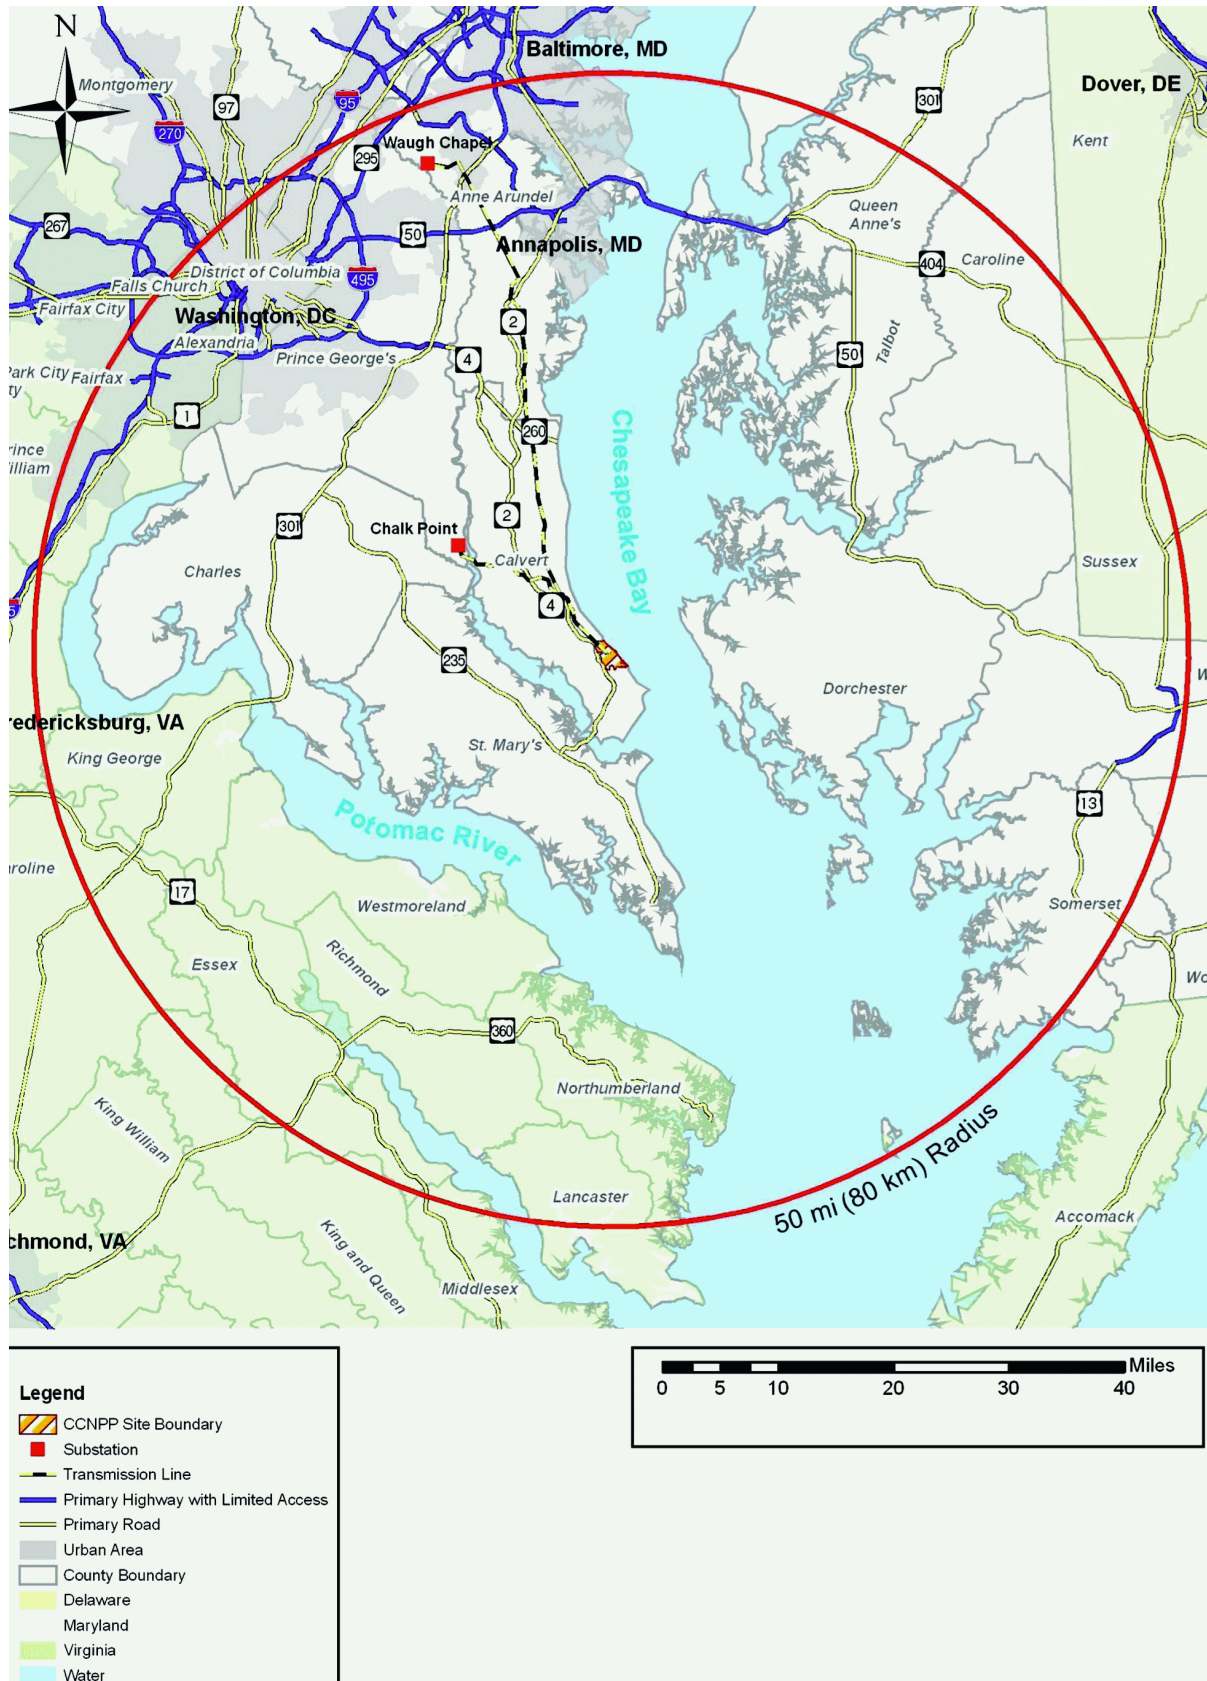 N
Baltimore, MD
Montgomery
97
95
301
Dover, DE
270
Kent
Waugh Chapel
295
Anne Arundel
Queen
Anne's
267
50
Annapolis, MD
404
Caroline
District of Columbia
495
Falls Church
Fairfax City
Washington, DC
2
Alexandria
Prince George's
4
50
Talbot
Park City
Fairfax
ty
1
260
Chesapeake Bay
rince
illiam
2
301
Chalk Point
Calvert
Sussex
Charles
5
4
235
Dorchester
W
redericksburg, VA
St. Mary's
King George
13
Potomac River
aroline
17
Westmoreland
Somerset
Richmond
Essex
Wo
360
Northumberland
King William
50 mi (80 km) Radius
Lancaster
Accomack
chmond, VA
King and Queen
Middlesex
Legend
CCNPP Site Boundary
Substation
Transmission Line
Primary Highway with Limited Access
Primary Road
Urban Area
County Boundary
Delaware
Maryland
Virginia
Water
Miles
0 5 10 20 30 40